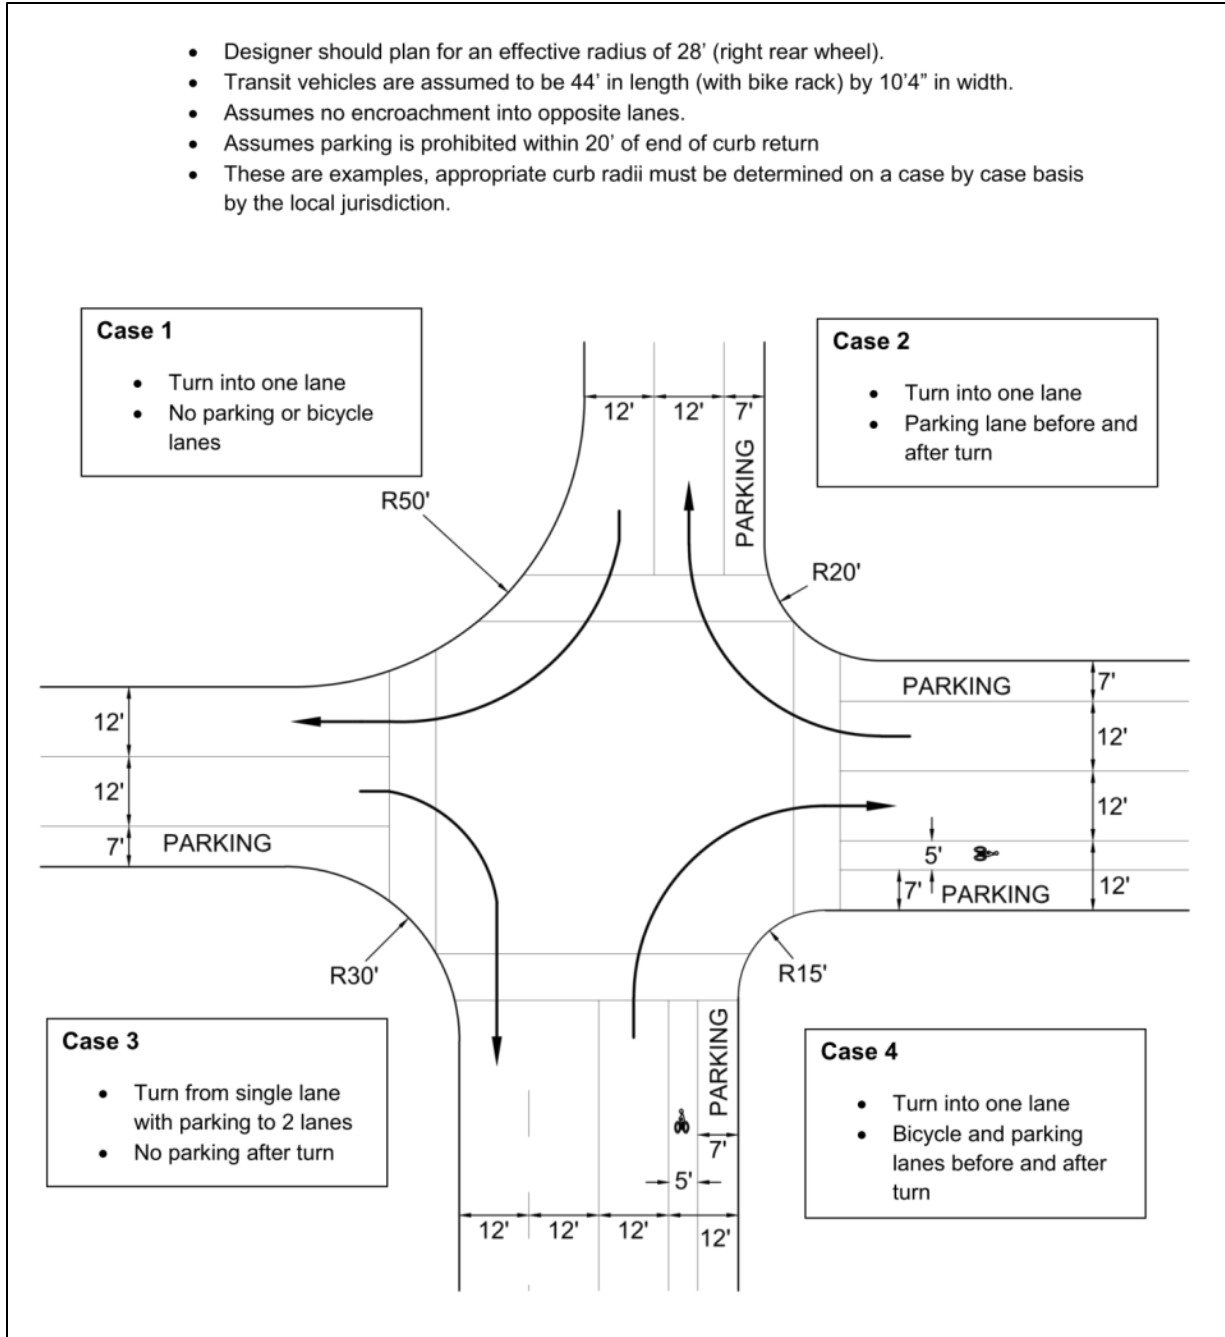 • Designer should plan for an effective radius of 28’ (right rear wheel).
• Transit vehicles are assumed to be 44’ in length (with bike rack) by 10’4” in width.
• Assumes no encroachment into opposite lanes.
• Assumes parking is prohibited within 20’ of end of curb return
• These are examples, appropriate curb radii must be determined on a case by case basis
by the local jurisdiction.
Case 1
• Turn into one lane
• No parking or bicycle
lanes
Case 2
• Turn into one lane
• Parking lane before and
after turn
12'
12'
7'
PARKING
R50'
R20'
12'
12'
7'
PARKING
PARKING
7'
12'
12'
5'
7'
PARKING
12'
R30'
R15'
Case 3
• Turn from single lane
with parking to 2 lanes
• No parking after turn
PARKING
7'
5'
12'
12'
12'
12'
Case 4
• Turn into one lane
• Bicycle and parking
lanes before and after
turn